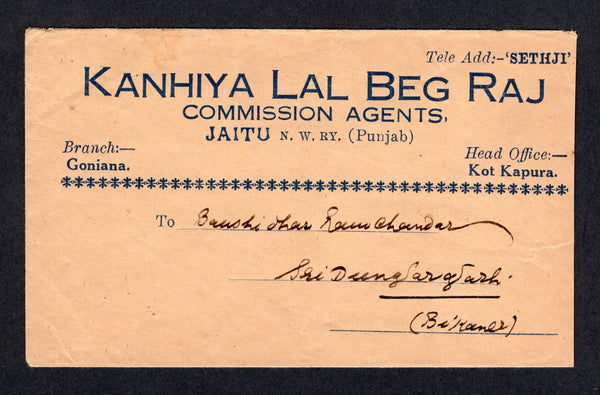 Tele Add:-'SETHJI'
KANHIYA LAL BEG RAJ
COMMISSION AGENTS,
JAITU N. W. RY. (Punjab)
Branch:—
Goniana.
Head Office:—
Kot Kapura.
To Banshidhar Ramchandar
Sri Dungargarh.
(Bikaner)